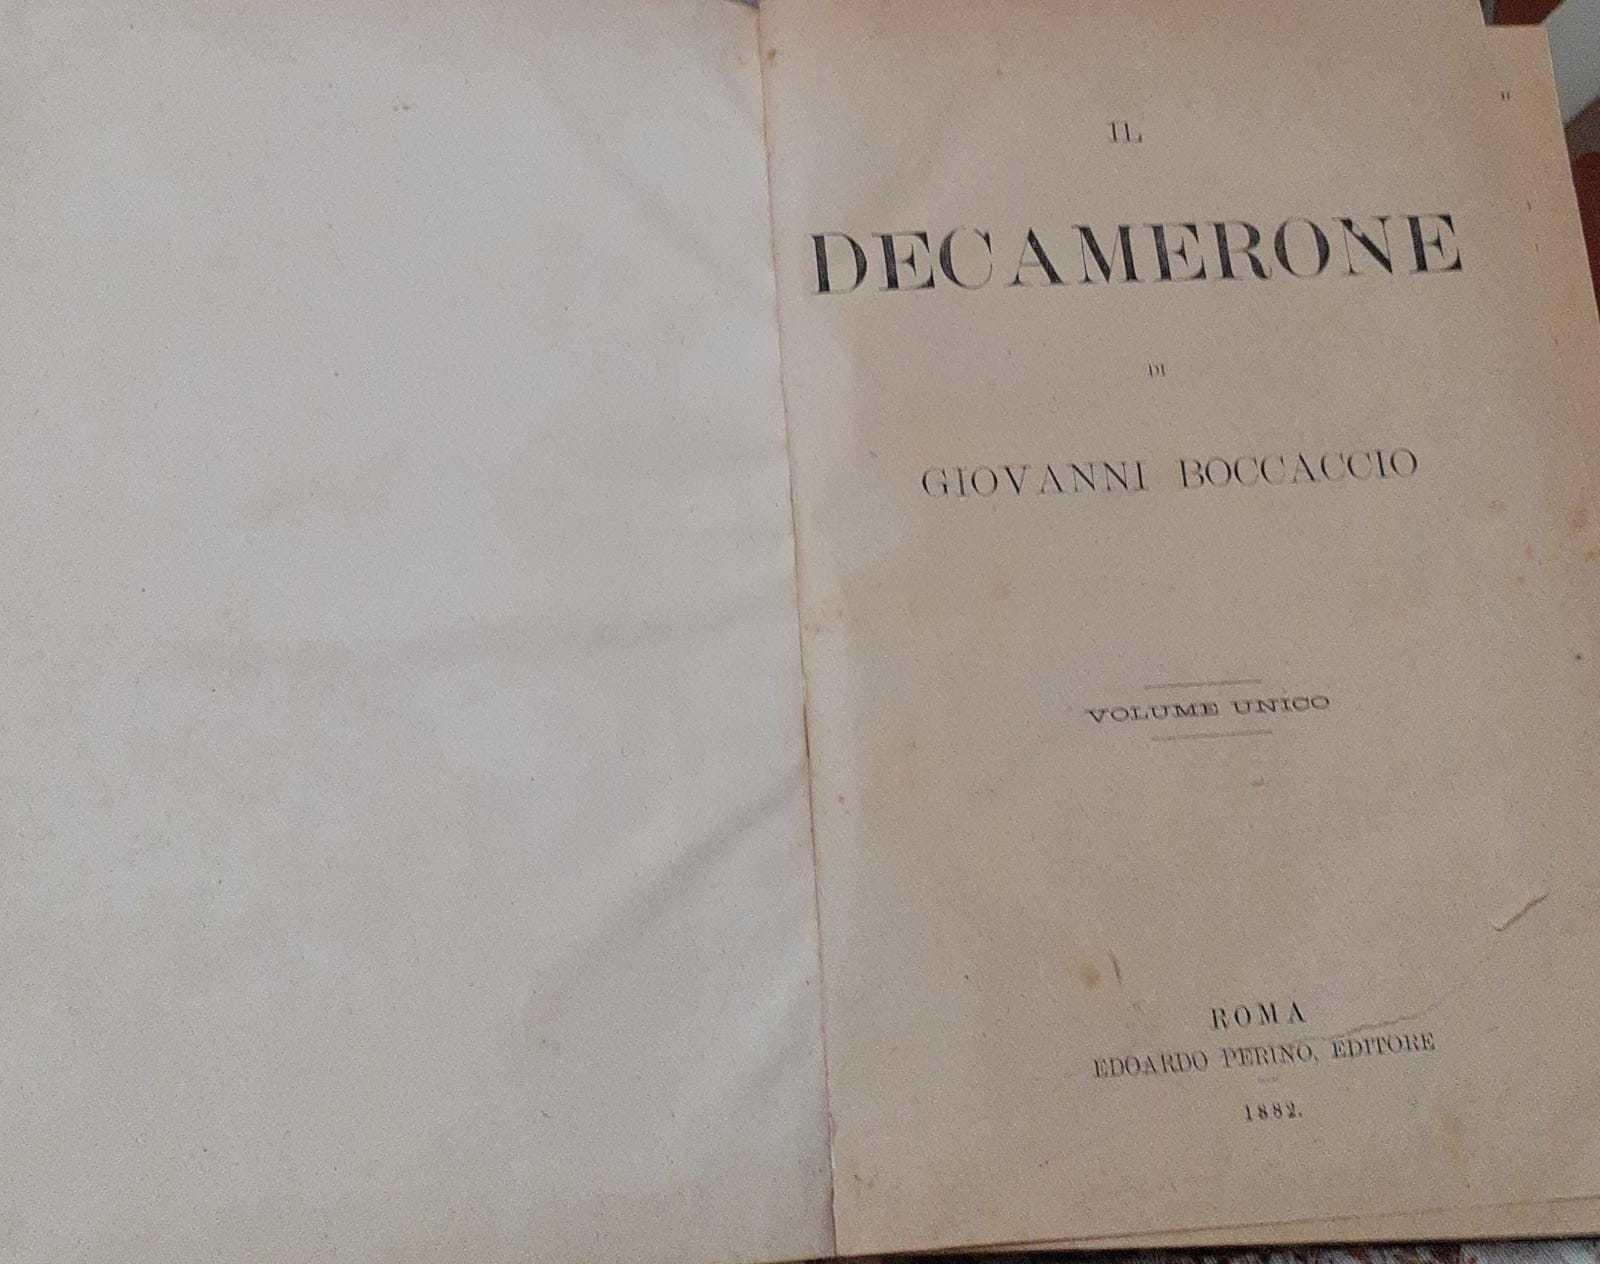 IL
DECAMERONE
DI
GIOVANNI BOCCACCIO
VOLUME UNICO
ROMA
EDOARDO PERINO, EDITORE
1882.